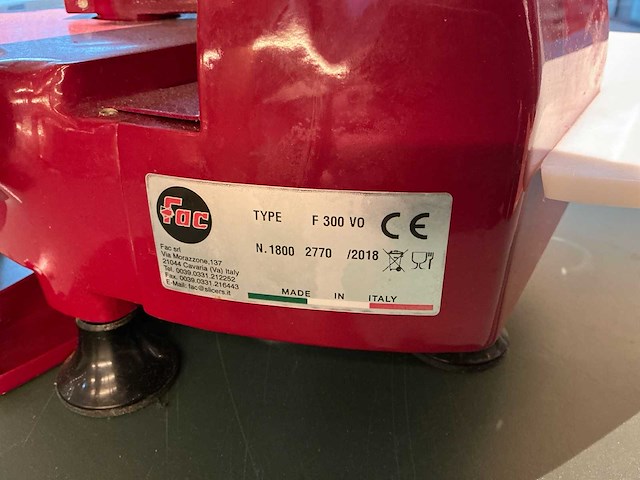 Fac
TYPE F 300 VO CE
N.1800 2770 /2018
Fac srl
Via Morazzone,137
21044 Cavaria (Va) Italy
Tel. 0039.0331.212252
Fax. 0039.0331.216443
E-Mail: fac@slicers.it
MADE IN ITALY